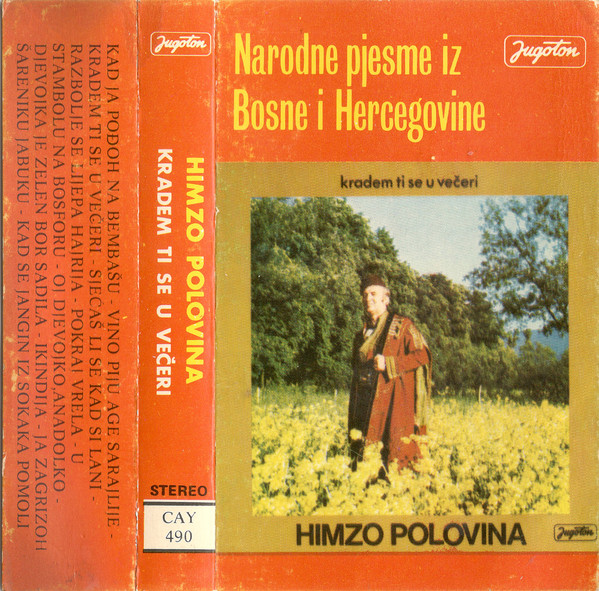 KAD JA POĐOH NA BEMBAŠU - VINO PIJU AGE SARAJLIJE -
KRADEM TI SE U VEČERI - SJEĆAŠ LI SE KAD SI LANI -
RAZBOLJE SE LIJEPA HAJRIJA - POKRAJ VRELA - U
STAMBOLU NA BOSFORU - OJ DJEVOJKO ANADOLKO -
DJEVOJKA JE ZELEN BOR SADILA - IKINDIJA - JA ZAGRIZOH
ŠARENIKU JABUKU - KAD SE JANGIN IZ SOKAKA POMOLI
Jugoton
HIMZO POLOVINA
KRADEM TI SE U VEČERI
STEREO
CAY
490
Jugoton
Narodne pjesme iz
Bosne i Hercegovine
kradem ti se u večeri
HIMZO POLOVINA
Jugoton